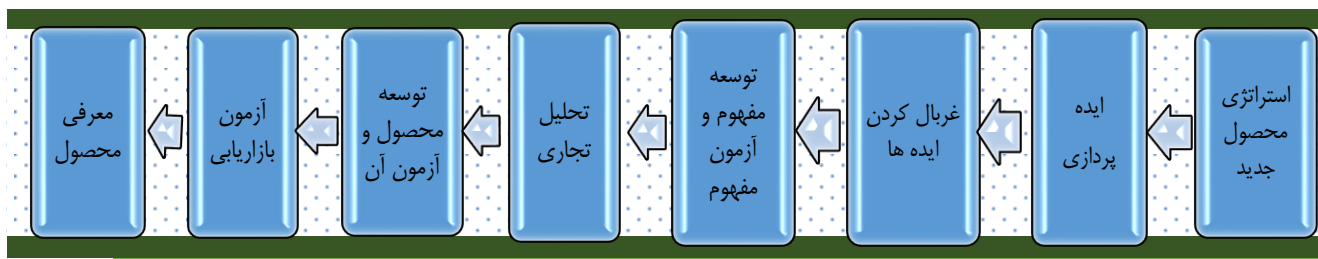 استراتژی
محصول
جدید
ایده
پردازی
غربال کردن
ایده ها
توسعه
مفهوم و
آزمون
مفهوم
تحلیل
تجاری
توسعه
محصول و
آزمون آن
آزمون
بازاریابی
معرفی
محصول